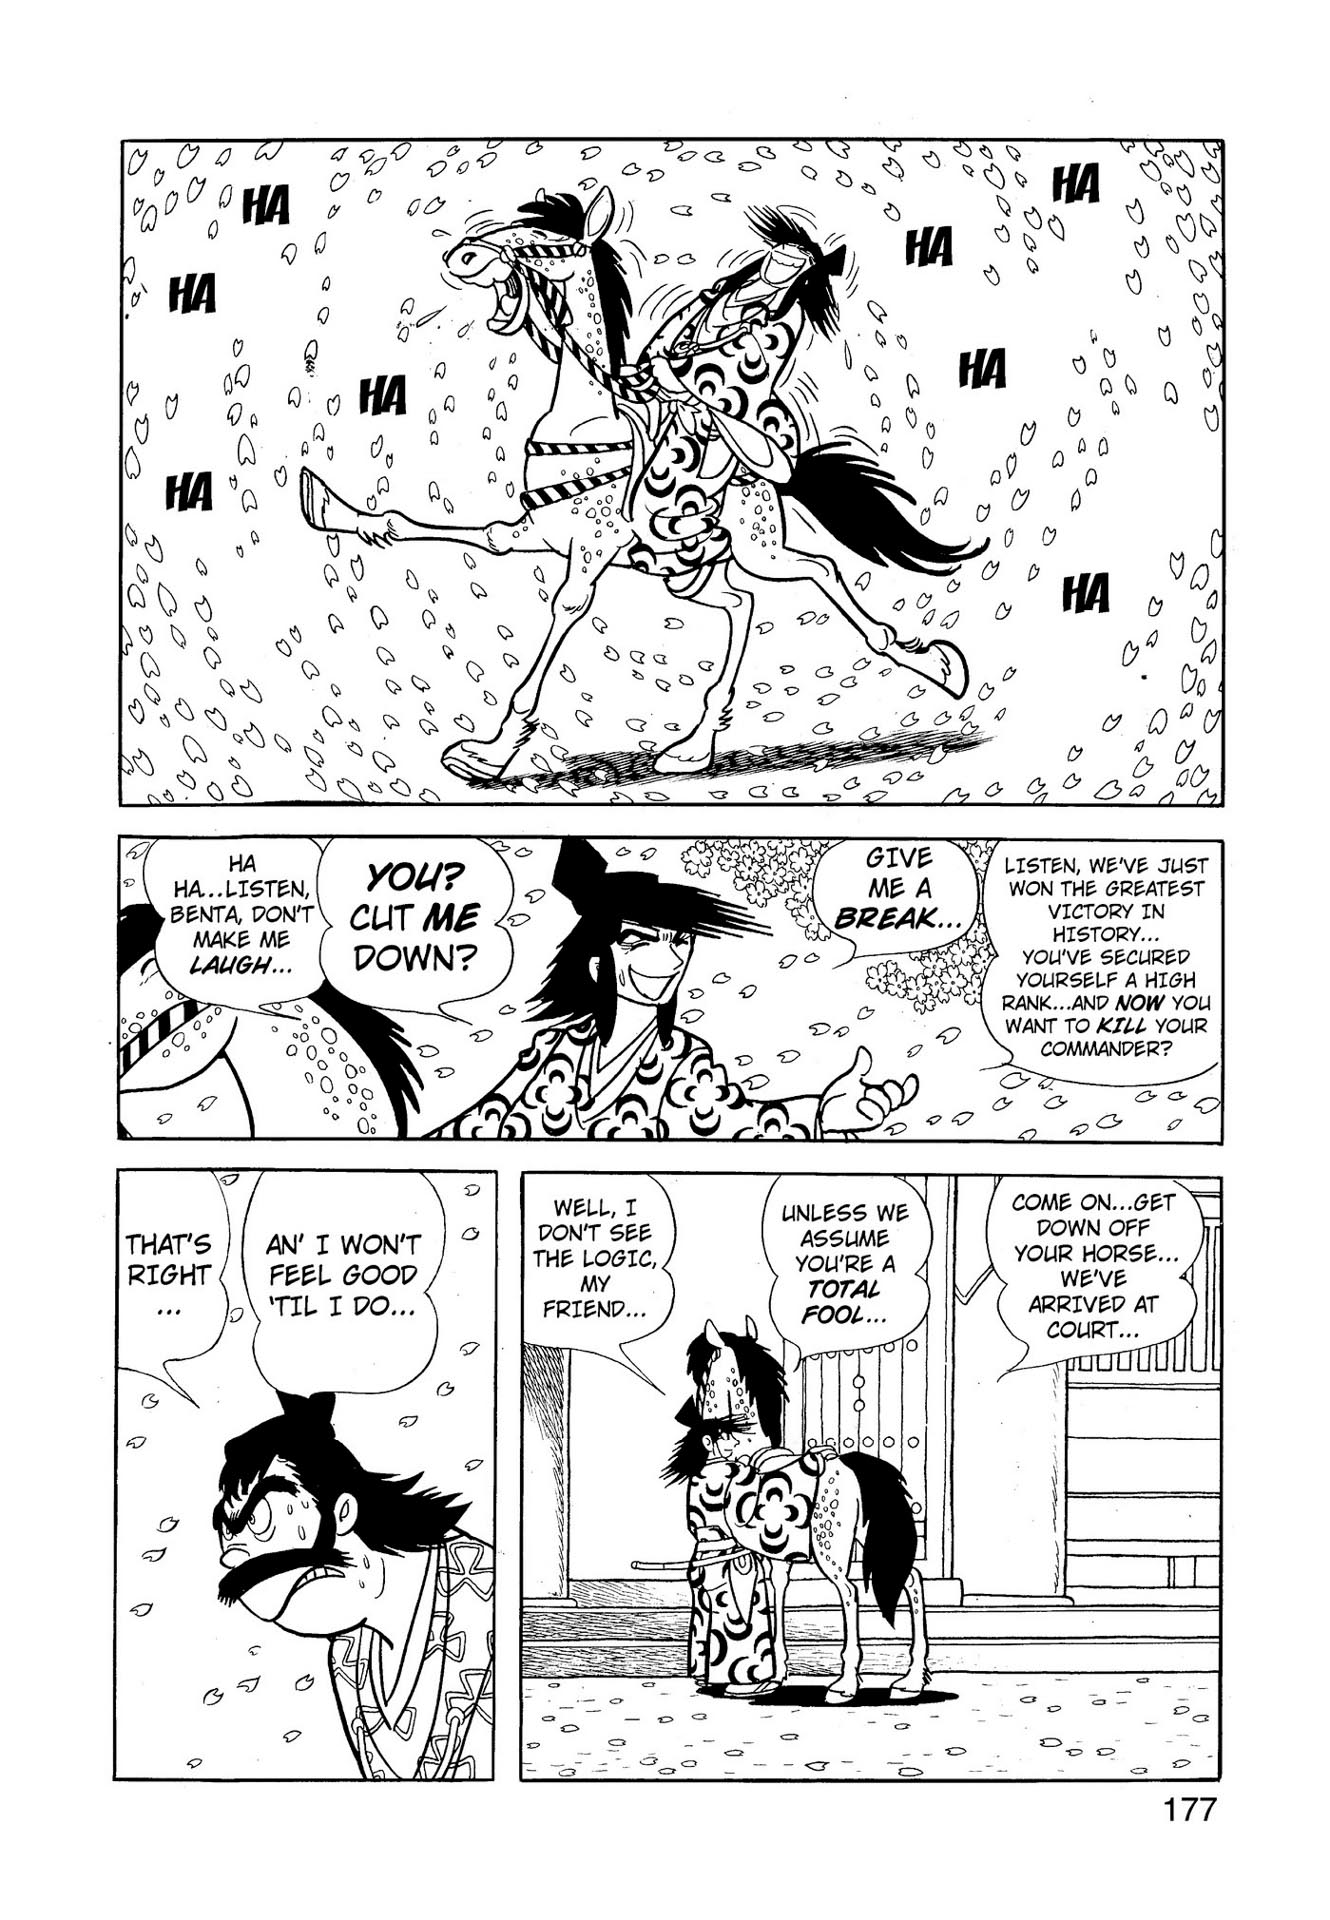 HA
HA
HA
HA
HA
HA
HA
HA
HA
HA...LISTEN,
BENTA, DON'T
MAKE ME
LAUGH...
YOU?
CUT ME
DOWN?
GIVE
ME A
BREAK...
LISTEN, WE'VE JUST
WON THE GREATEST
VICTORY IN
HISTORY...
YOU'VE SECURED
YOURSELF A HIGH
RANK...AND NOW YOU
WANT TO KILL YOUR
COMMANDER?
THAT'S
RIGHT
...
AN' I WON'T
FEEL GOOD
'TIL I DO...
WELL, I
DON'T SEE
THE LOGIC,
MY
FRIEND...
UNLESS WE
ASSUME
YOU'RE A
TOTAL
FOOL...
COME ON...GET
DOWN OFF
YOUR HORSE...
WE'VE
ARRIVED AT
COURT...
177